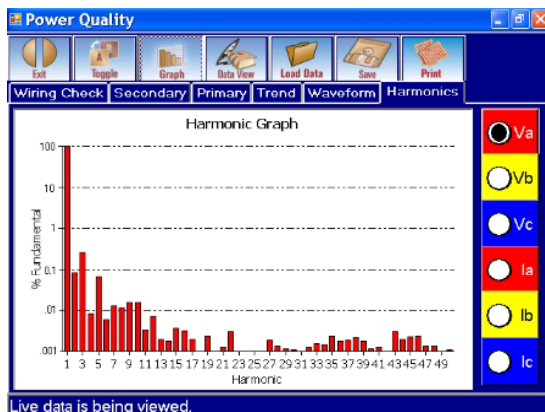 Power Quality
Exit Toggle Graph Data View Load Data Save Print
Wiring Check Secondary Primary Trend Waveform Harmonics
Harmonic Graph
% Fundamental
100
10
1
0.1
.01
.001
1 3 5 7 9 11 13 15 17 19 21 23 25 27 29 31 33 35 37 39 41 43 45 47 49
Harmonic
Va
Vb
Vc
Ia
Ib
Ic
Live data is being viewed.